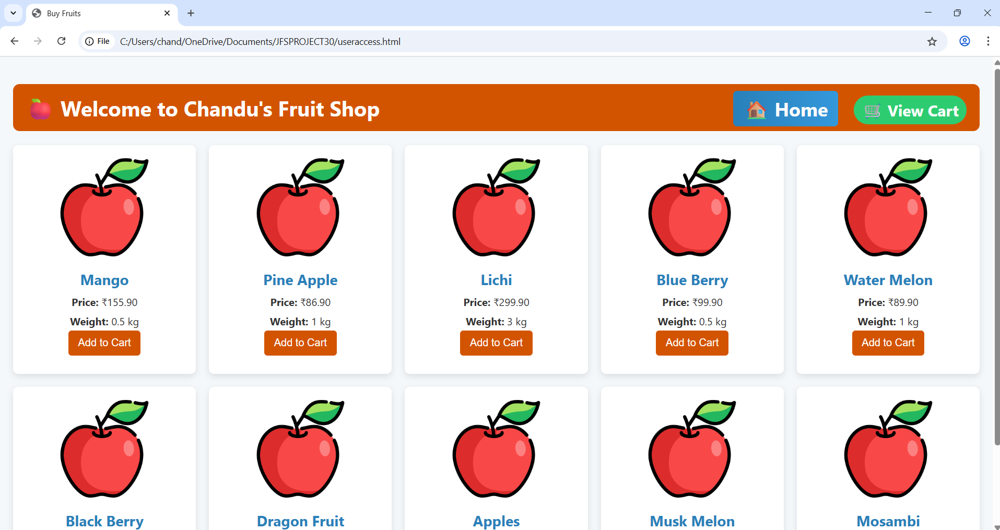 Buy Fruits
File C:/Users/chand/OneDrive/Documents/JFSPROJECT30/useraccess.html
Welcome to Chandu's Fruit Shop
Home
View Cart
Mango
Price: ₹155.90
Weight: 0.5 kg
Add to Cart
Pine Apple
Price: ₹86.90
Weight: 1 kg
Add to Cart
Lichi
Price: ₹299.90
Weight: 3 kg
Add to Cart
Blue Berry
Price: ₹99.90
Weight: 0.5 kg
Add to Cart
Water Melon
Price: ₹89.90
Weight: 1 kg
Add to Cart
Black Berry
Dragon Fruit
Apples
Musk Melon
Mosambi